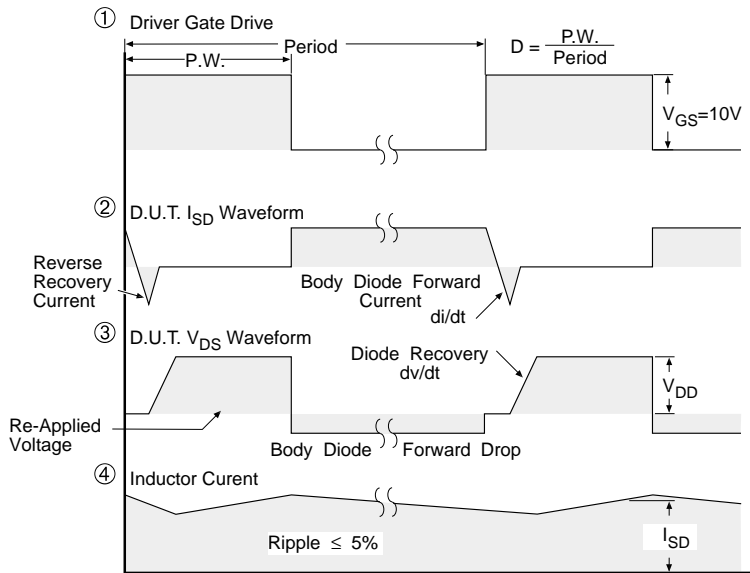 ① Driver Gate Drive
Period
P.W.
D = P.W.
Period
V_GS=10V
② D.U.T. I_SD Waveform
Reverse
Recovery
Current
Body Diode Forward
Current
di/dt
③ D.U.T. V_DS Waveform
Diode Recovery
dv/dt
V_DD
Re-Applied
Voltage
Body Diode Forward Drop
④ Inductor Curent
Ripple ≤ 5%
I_SD